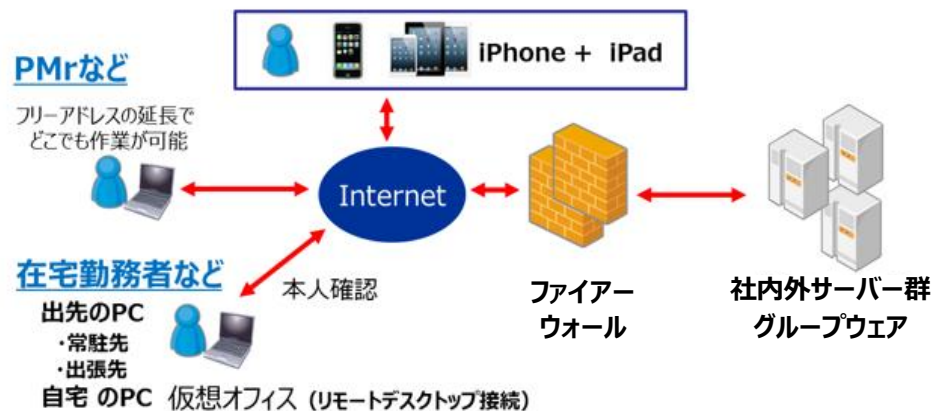 iPhone + iPad
PMrなど
フリーアドレスの延長で
どこでも作業が可能
Internet
在宅勤務者など
本人確認
出先のPC
・常駐先
・出張先
自宅 のPC 仮想オフィス (リモートデスクトップ接続)
ファイアー
ウォール
社内外サーバー群
グループウェア